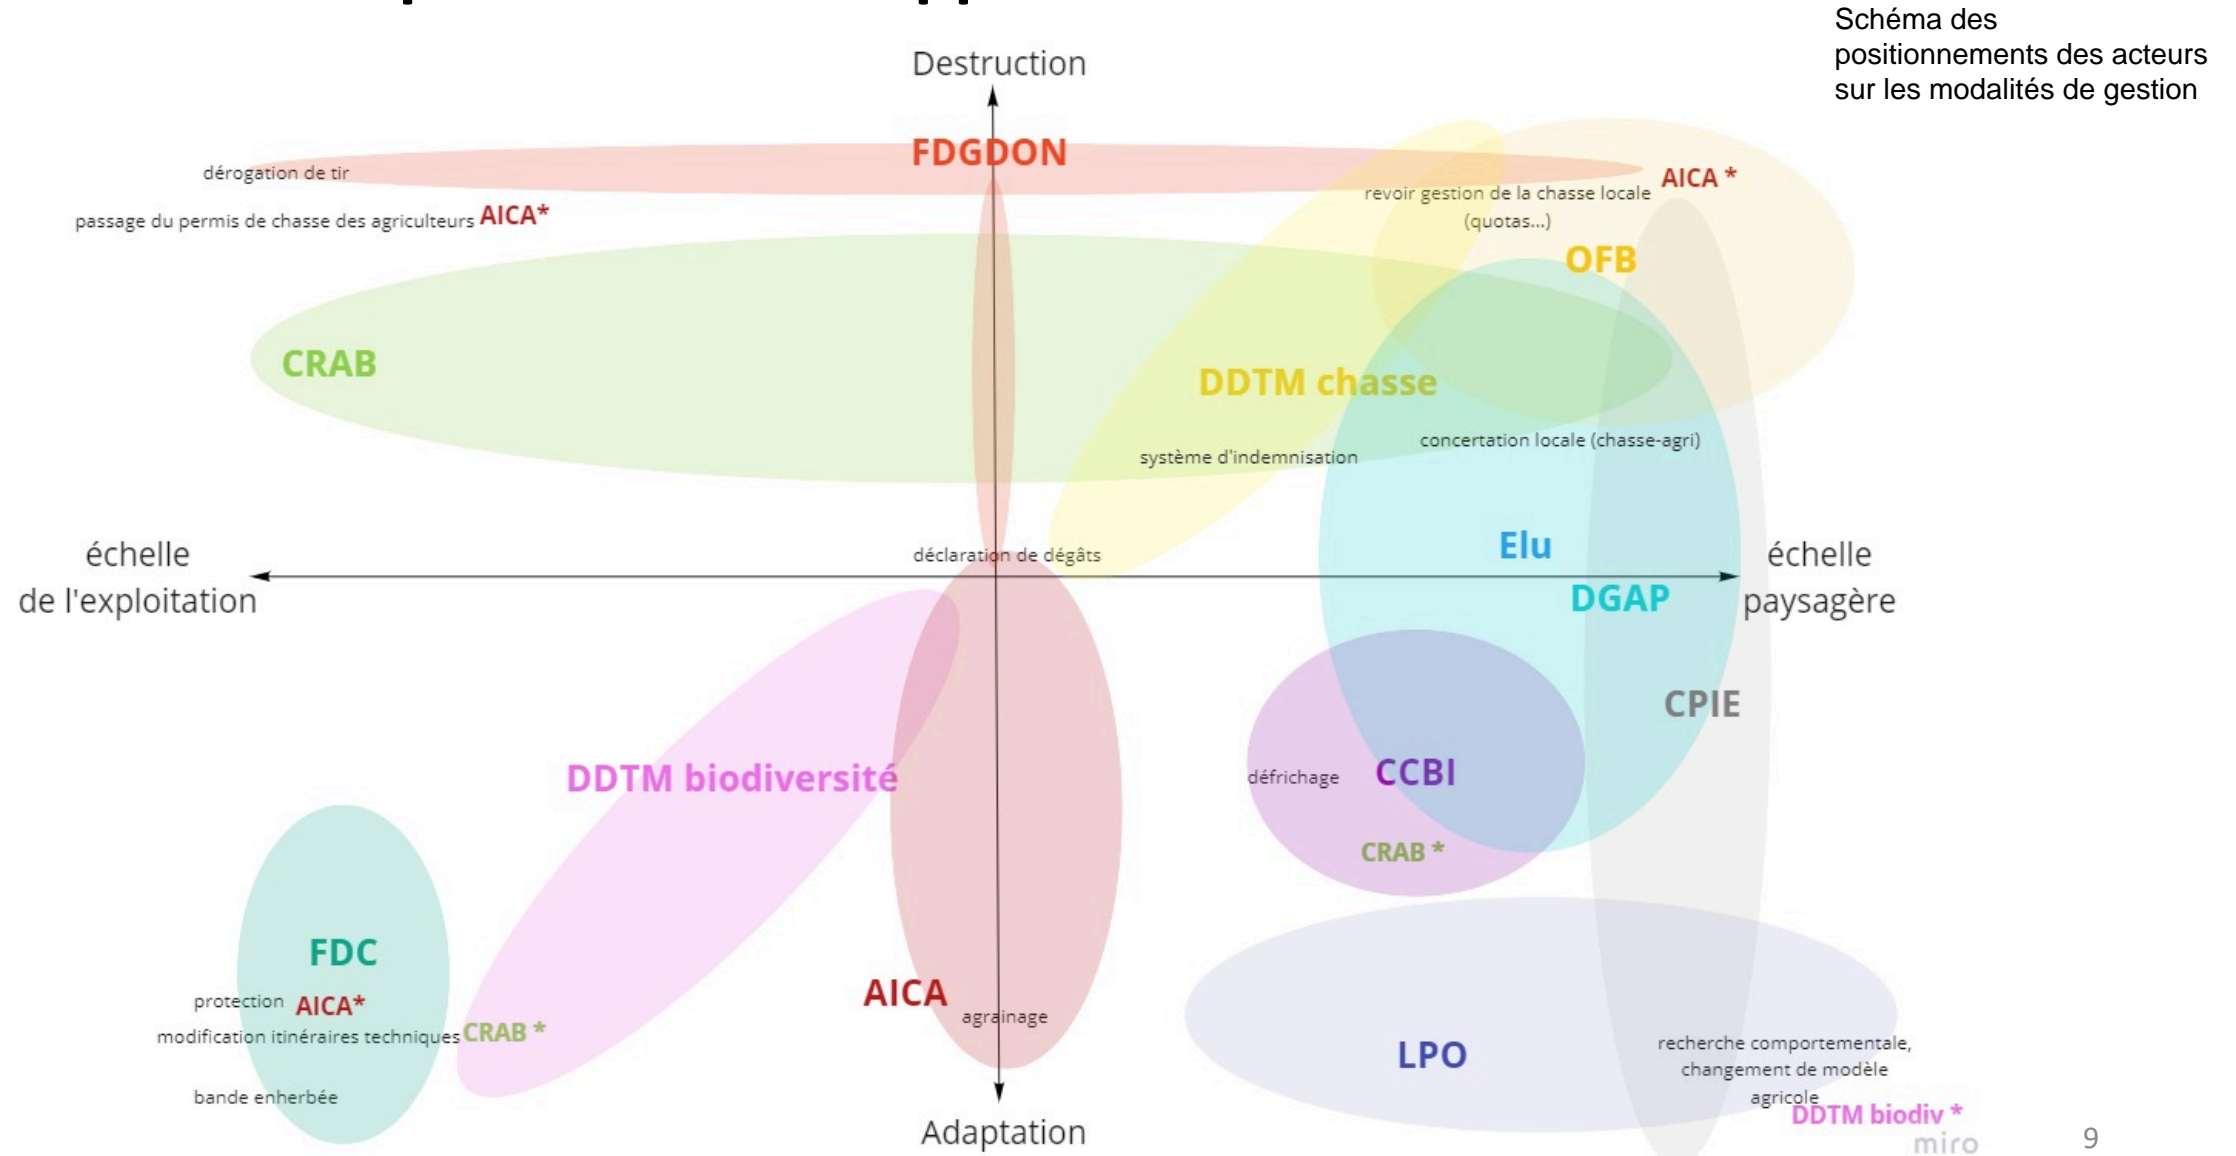 Schéma des
positionnements des acteurs
sur les modalités de gestion
Destruction
FDGDON
dérogation de tir
AICA *
revoir gestion de la chasse locale
(quotas...)
passage du permis de chasse des agriculteurs AICA*
OFB
CRAB
DDTM chasse
concertation locale (chasse-agri)
système d'indemnisation
Elu
déclaration de dégâts
échelle
de l'exploitation
échelle
paysagère
DGAP
CPIE
DDTM biodiversité
défrichage
CCBI
CRAB *
FDC
AICA
protection AICA*
agrainage
modification itinéraires techniques CRAB *
LPO
recherche comportementale,
changement de modèle
agricole
bande enherbée
DDTM biodiv *
Adaptation
miro
9